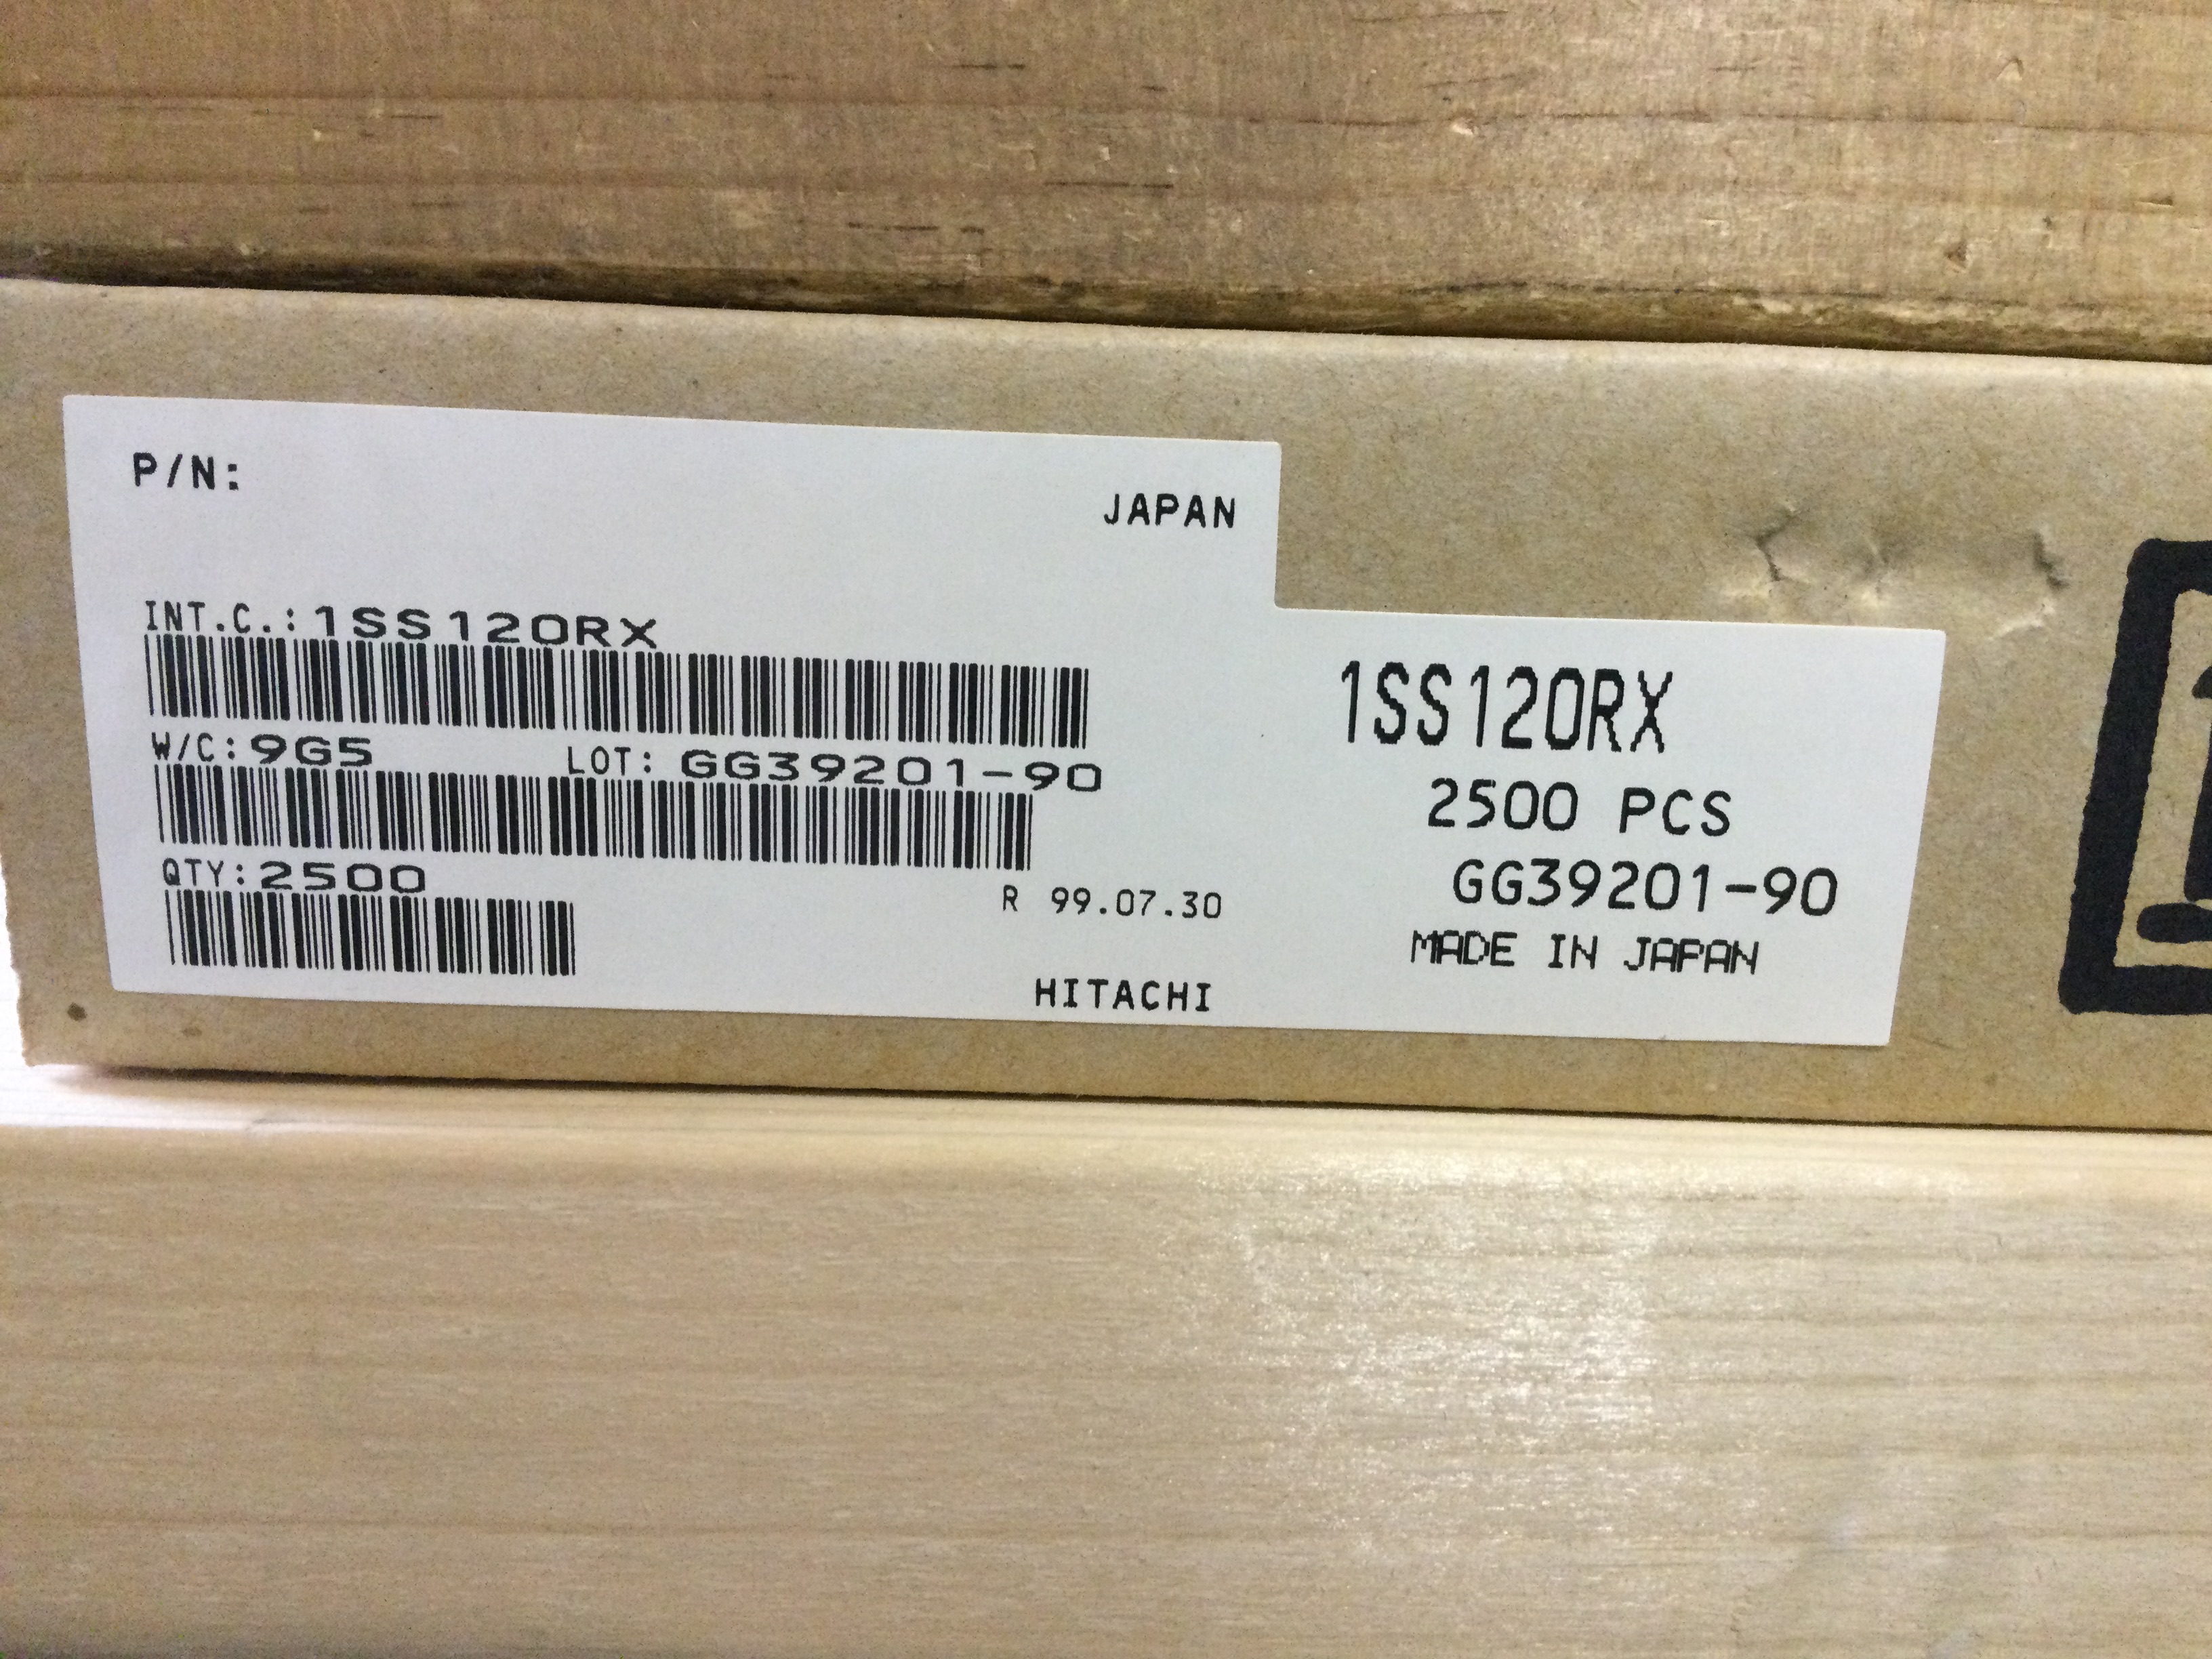 P/N:
JAPAN
INT.C.:1SS120RX
W/C:9G5 LOT: GG39201-90
QTY:2500
R 99.07.30
HITACHI
1SS120RX
2500 PCS
GG39201-90
MADE IN JAPAN